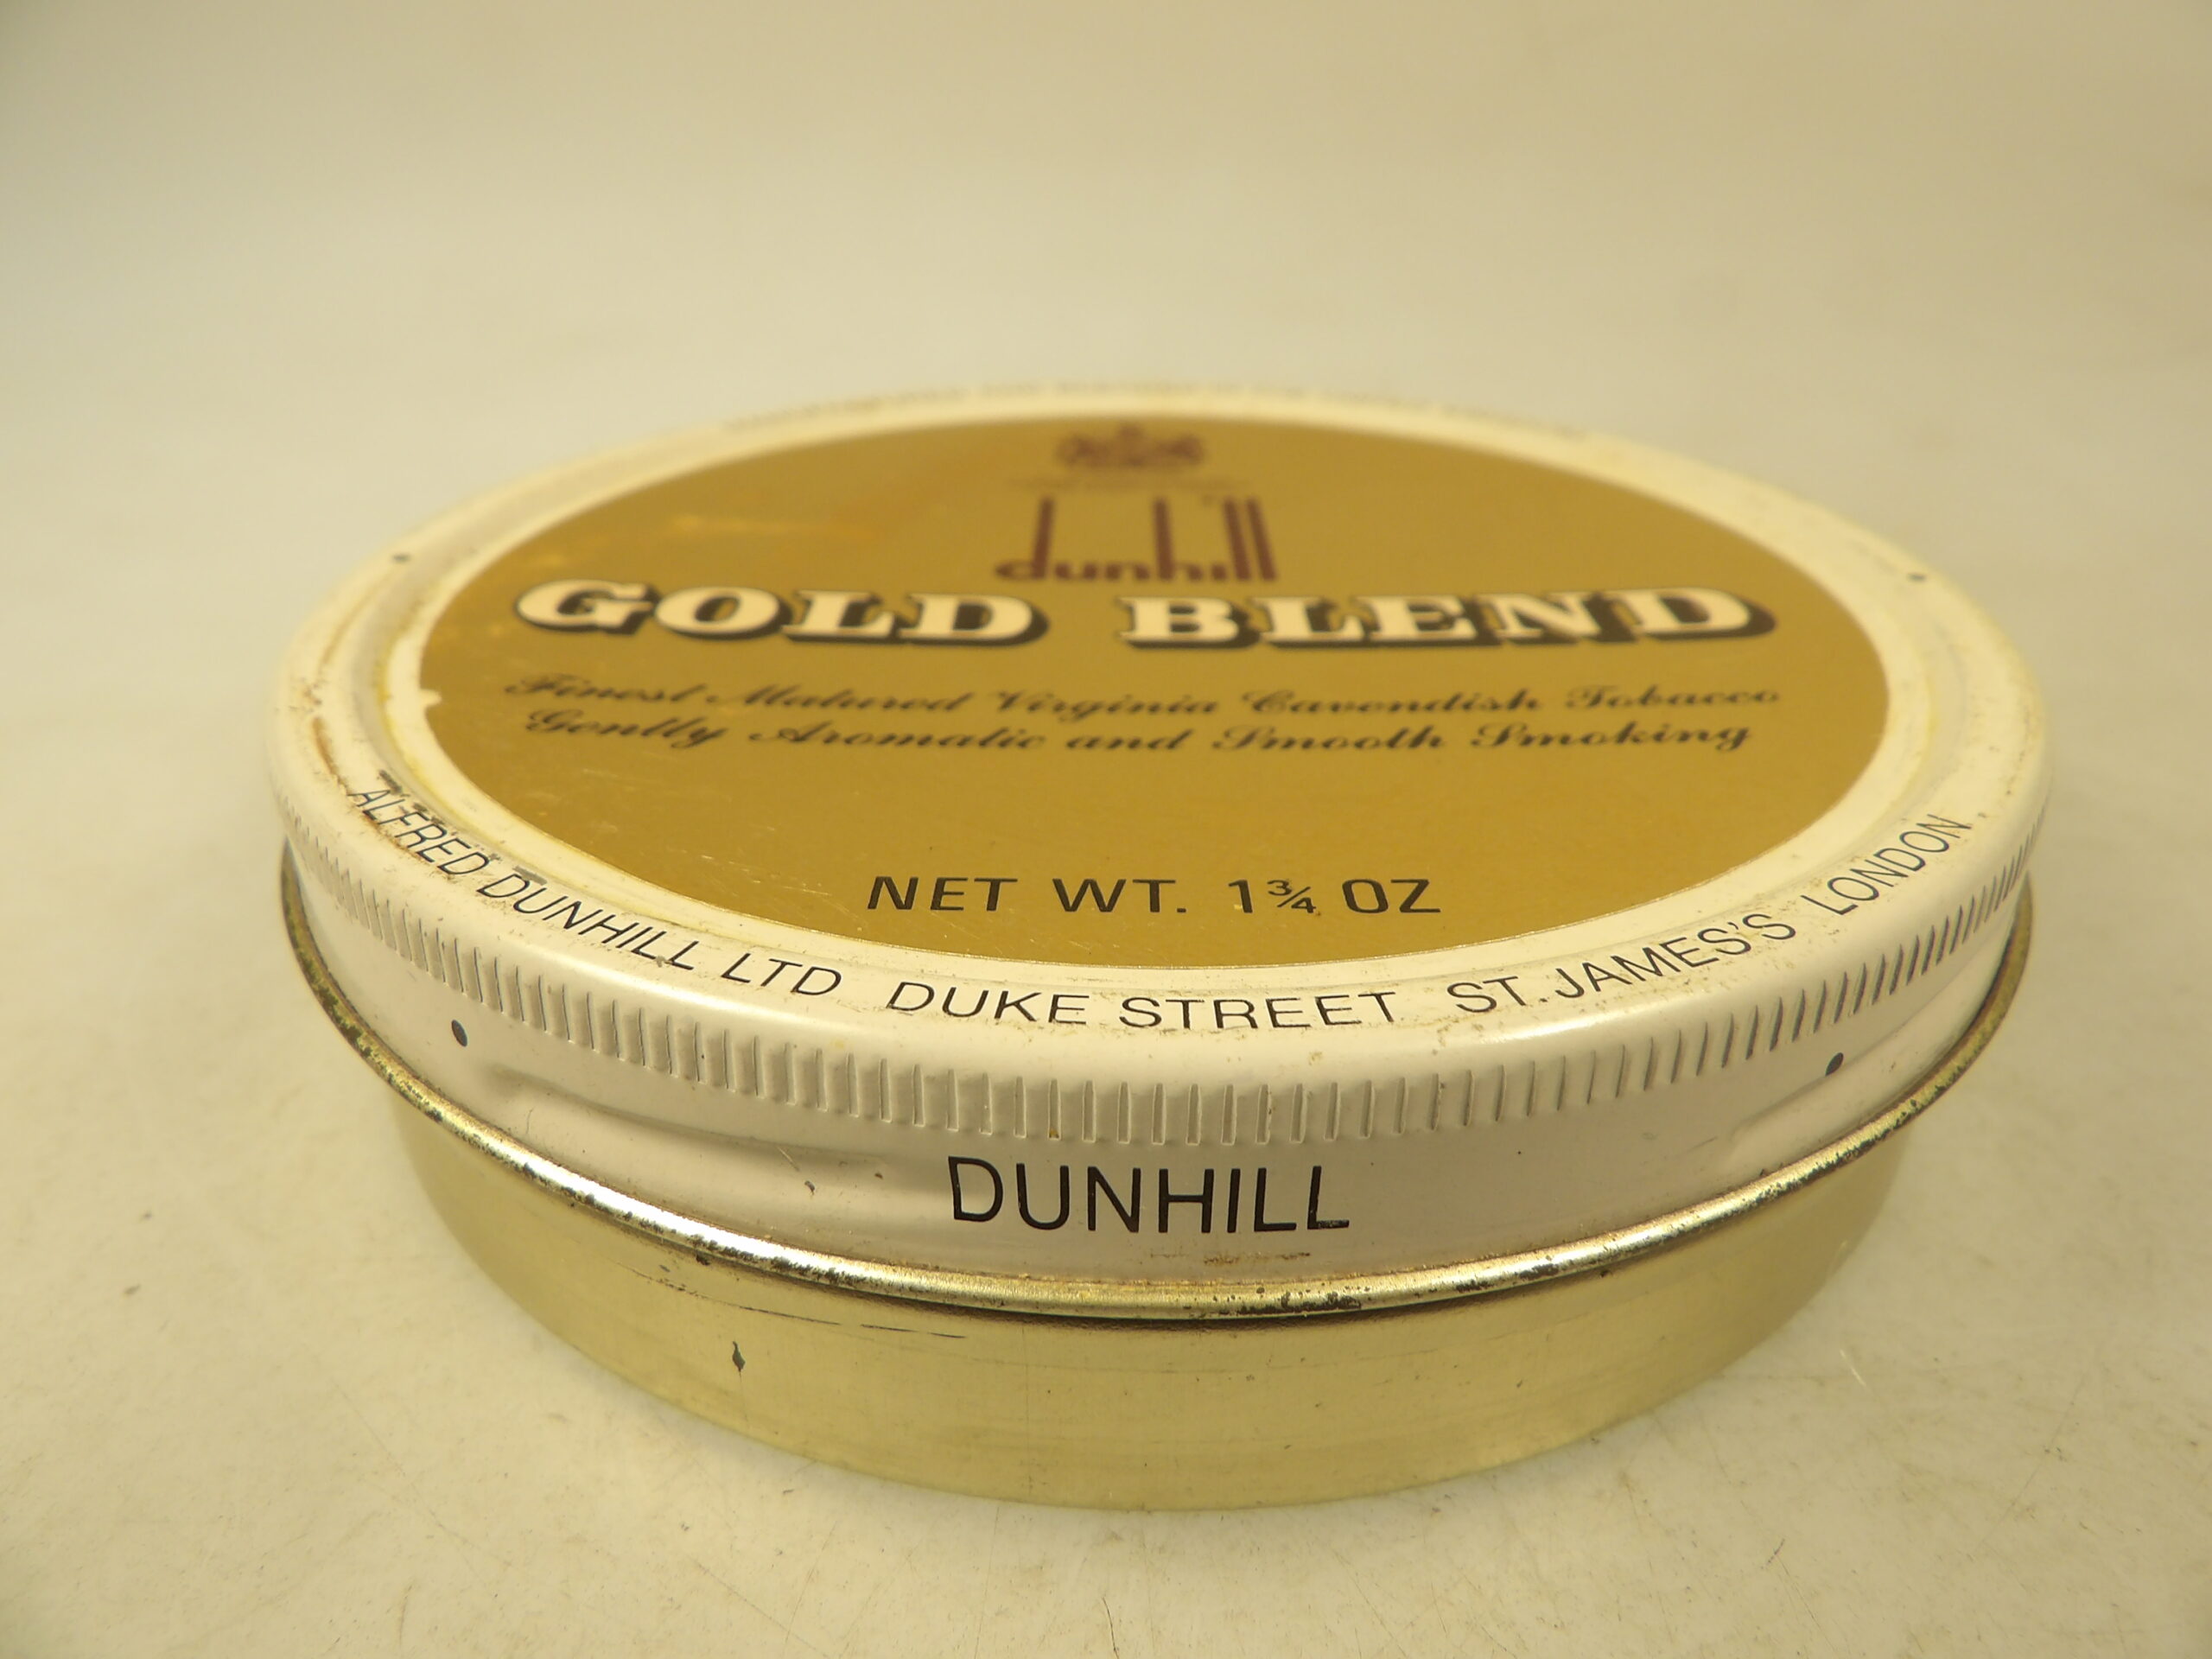 dunhill
GOLD BLEND
Finest Matured Virginia Cavendish Tobacco
Gently Aromatic and Smooth Smoking
NET WT. 1¾ OZ
ALFRED DUNHILL LTD DUKE STREET ST. JAMES'S LONDON
DUNHILL